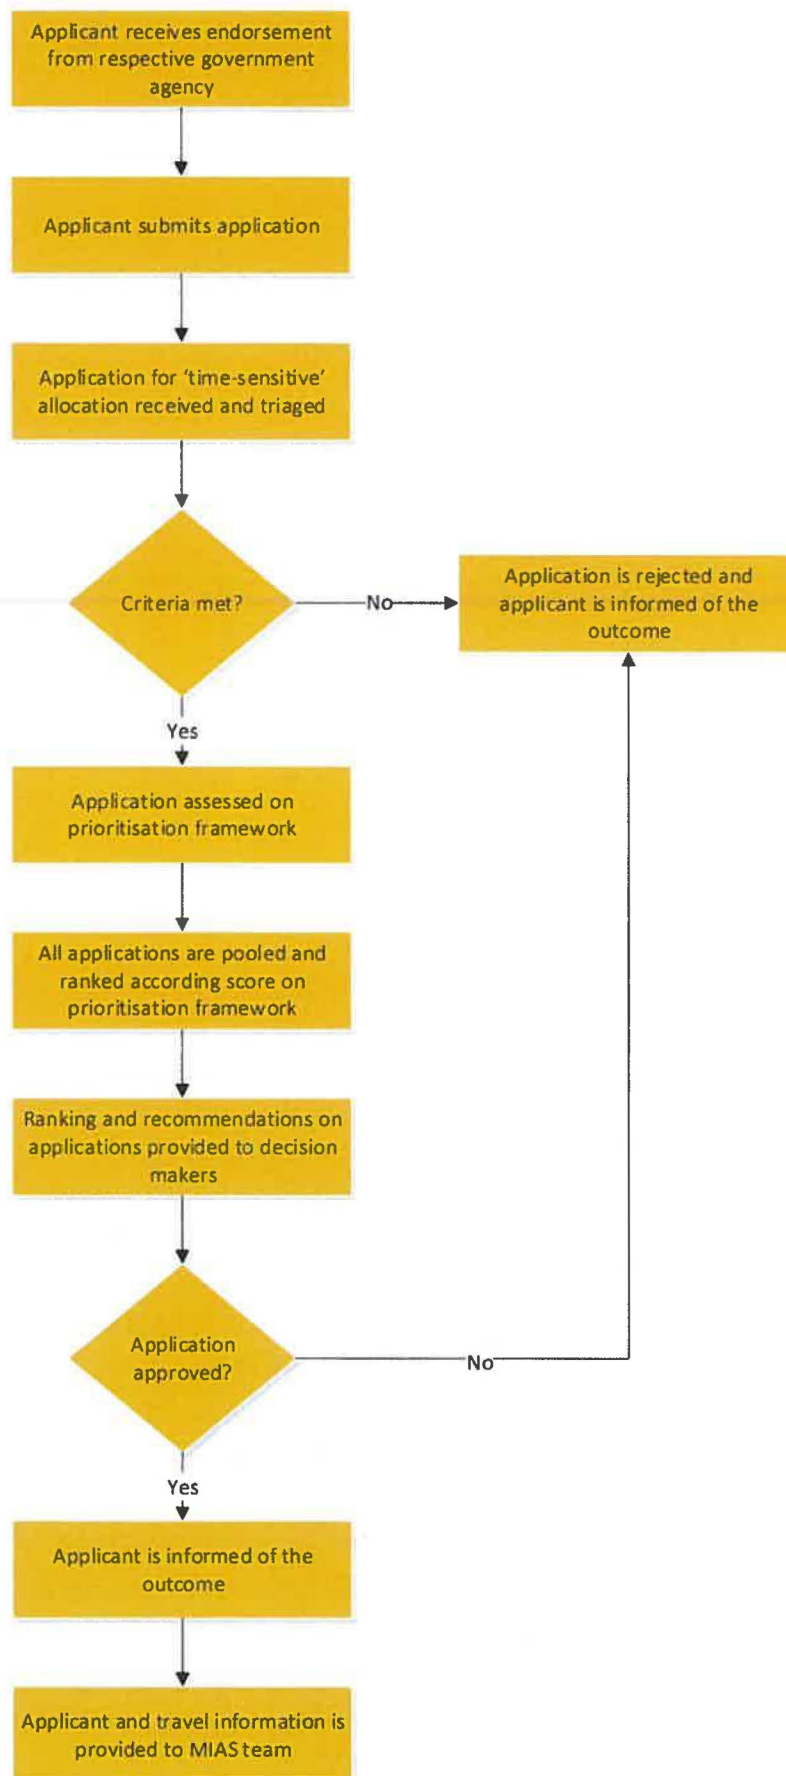 Applicant receives endorsement
from respective government
agency
Applicant submits application
Application for ‘time-sensitive’
allocation received and triaged
Criteria met?
No
Application is rejected and
applicant is informed of the
outcome
Yes
Application assessed on
prioritisation framework
All applications are pooled and
ranked according score on
prioritisation framework
Ranking and recommendations on
applications provided to decision
makers
Application
approved?
No
Yes
Applicant is informed of the
outcome
Applicant and travel information is
provided to MIAS team